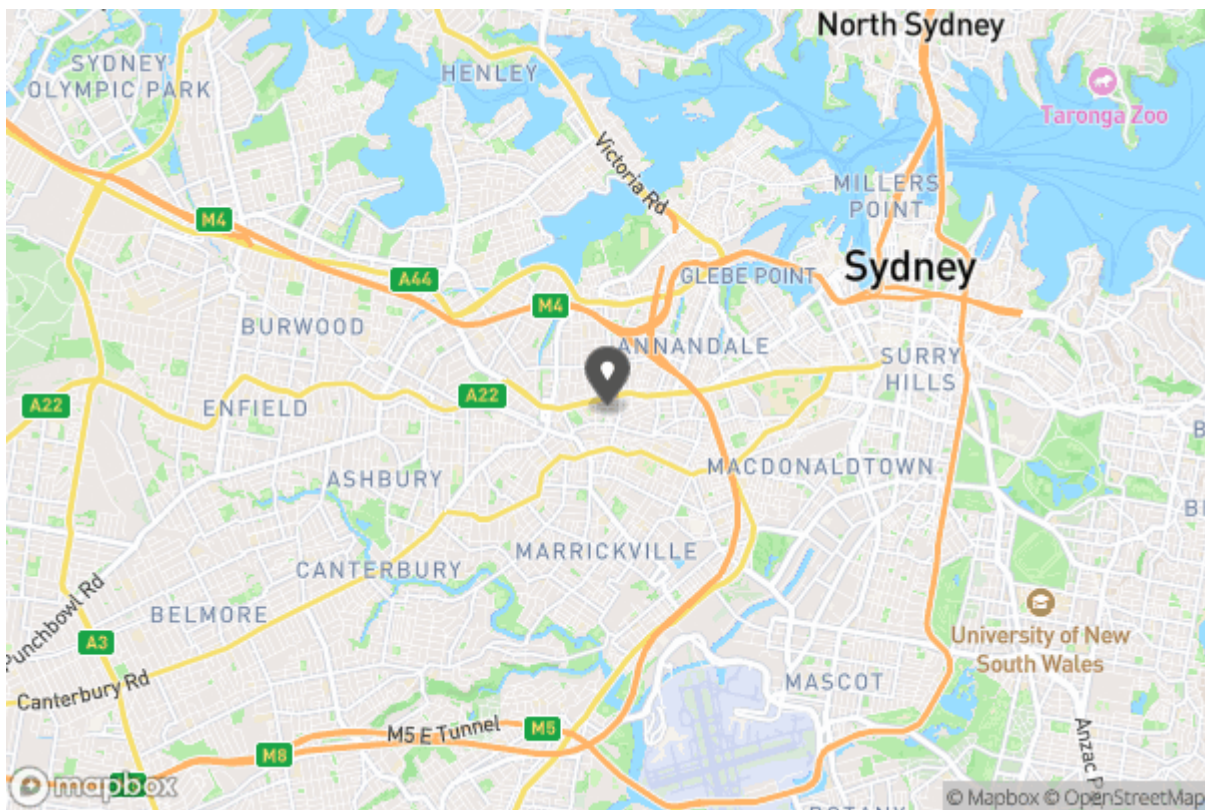 North Sydney
SYDNEY
OLYMPIC PARK
HENLEY
Taronga Zoo
Victoria Rd
MILLERS
POINT
M4
A44
GLEBE POINT
Sydney
M4
BURWOOD
ANNANDALE
SURRY
HILLS
A22
A22
ENFIELD
ASHBURY
MACDONALDTOWN
MARRICKVILLE
CANTERBURY
BELMORE
Punchbowl Rd
A3
University of New
South Wales
Canterbury Rd
MASCOT
M5 E Tunnel
M5
M8
Anzac
mapbox
© Mapbox © OpenStreetMap